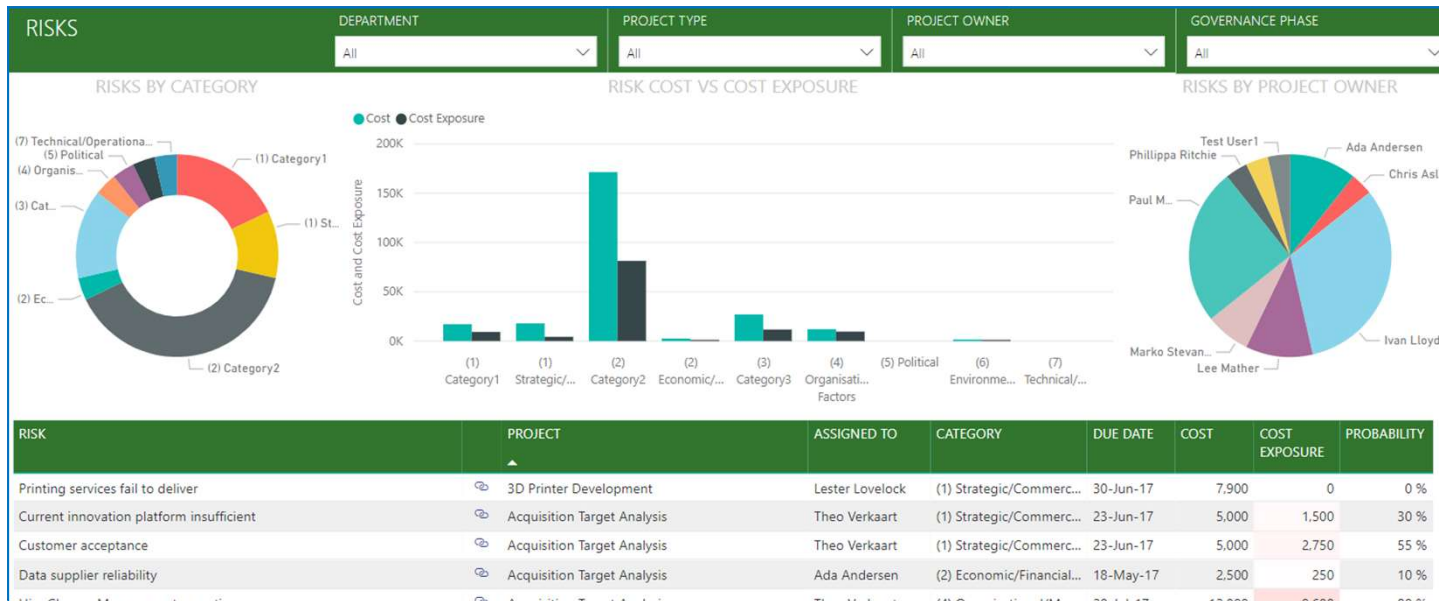 RISKS
DEPARTMENT
All
PROJECT TYPE
All
PROJECT OWNER
All
GOVERNANCE PHASE
All
RISKS BY CATEGORY
(7) Technical/Operationa...
(5) Political
(4) Organis...
(3) Cat...
(2) Ec...
(1) Category1
(1) St...
(2) Category2
RISK COST VS COST EXPOSURE
Cost Cost Exposure
Cost and Cost Exposure
200K
150K
100K
50K
0K
(1) Category1
(1) Strategic/...
(2) Category2
(2) Economic/...
(3) Category3
(4) Organisati... Factors
(5) Political
(6) Environme...
(7) Technical/...
RISKS BY PROJECT OWNER
Test User1
Phillippa Ritchie
Paul M...
Marko Stevan...
Lee Mather
Ada Andersen
Chris Asl
Ivan Lloyd
RISK PROJECT ASSIGNED TO CATEGORY DUE DATE COST COST EXPOSURE PROBABILITY
Printing services fail to deliver 3D Printer Development Lester Lovelock (1) Strategic/Commerc... 30-Jun-17 7,900 0 0 %
Current innovation platform insufficient Acquisition Target Analysis Theo Verkaart (1) Strategic/Commerc... 23-Jun-17 5,000 1,500 30 %
Customer acceptance Acquisition Target Analysis Theo Verkaart (1) Strategic/Commerc... 23-Jun-17 5,000 2,750 55 %
Data supplier reliability Acquisition Target Analysis Ada Andersen (2) Economic/Financial... 18-May-17 2,500 250 10 %